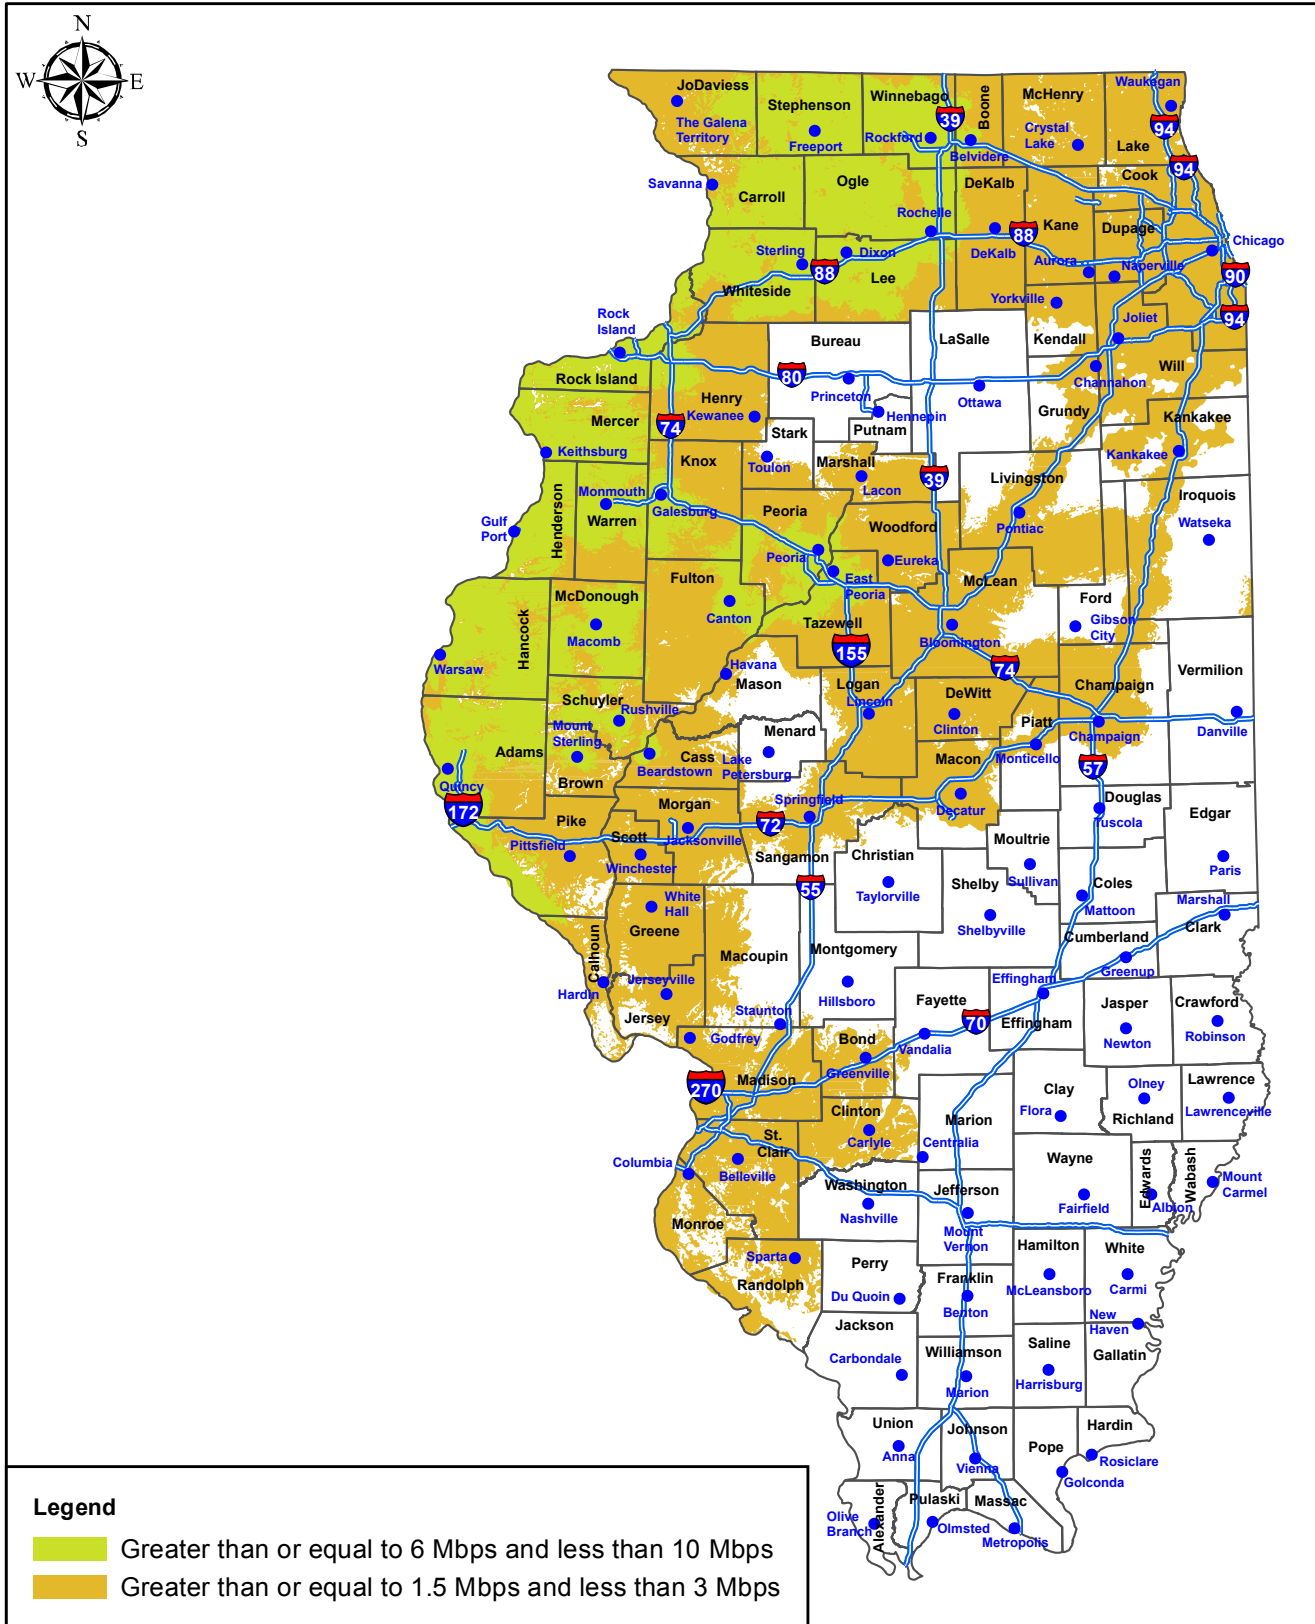 N
W
E
S
JoDaviess
The Galena
Territory
Stephenson
Freeport
Winnebago
Rockford
39
Boone
Belvidere
McHenry
Crystal
Lake
Waukegan
94
Lake
94
Savanna
Carroll
Ogle
Rochelle
DeKalb
DeKalb
88
Kane
Aurora
Cook
Dupage
Naperville
Chicago
90
94
Sterling
88
Dixon
Lee
Whiteside
Yorkville
Kendall
Joliet
Will
Channahon
Rock
Island
Rock Island
Bureau
80
Princeton
Hennepin
Putnam
LaSalle
Ottawa
Grundy
Kankakee
Kankakee
Henry
Kewanee
Mercer
74
Keithsburg
Stark
Toulon
Marshall
Lacon
39
Livingston
Pontiac
Iroquois
Watseka
Knox
Galesburg
Monmouth
Warren
Henderson
Gulf
Port
Peoria
Peoria
East
Peoria
Woodford
Eureka
McLean
Bloomington
Ford
Gibson
City
Fulton
Canton
McDonough
Macomb
Hancock
Warsaw
Tazewell
155
Havana
Mason
Logan
Lincoln
74
DeWitt
Clinton
Champaign
Champaign
Vermilion
Danville
Schuyler
Rushville
Mount
Sterling
Brown
Adams
Quincy
172
Cass
Beardstown
Menard
Lake
Petersburg
Piatt
Monticello
Macon
Decatur
57
Douglas
Tuscola
Edgar
Paris
Pike
Pittsfield
Scott
Winchester
Morgan
Jacksonville
72
Springfield
Sangamon
55
Christian
Taylorville
Moultrie
Sullivan
Shelby
Shelbyville
Coles
Mattoon
Marshall
Clark
Cumberland
Greenup
White
Hall
Greene
Calhoun
Hardin
Jerseyville
Jersey
Macoupin
Staunton
Montgomery
Hillsboro
Fayette
Vandalia
70
Effingham
Effingham
Jasper
Newton
Crawford
Robinson
Godfrey
270
Madison
Bond
Greenville
Clinton
Carlyle
Marion
Centralia
Clay
Flora
Olney
Richland
Lawrence
Lawrenceville
St.
Clair
Belleville
Columbia
Monroe
Washington
Nashville
Jefferson
Mount
Vernon
Wayne
Fairfield
Edwards
Albion
Wabash
Mount
Carmel
Sparta
Randolph
Perry
Du Quoin
Franklin
Benton
Hamilton
McLeansboro
White
Carmi
New
Haven
Jackson
Carbondale
Williamson
Marion
Saline
Harrisburg
Gallatin
Union
Anna
Johnson
Vienna
Pope
Golconda
Hardin
Rosiclare
Olive
Branch
Alexander
Pulaski
Olmsted
Massac
Metropolis
Legend
Greater than or equal to 6 Mbps and less than 10 Mbps
Greater than or equal to 1.5 Mbps and less than 3 Mbps